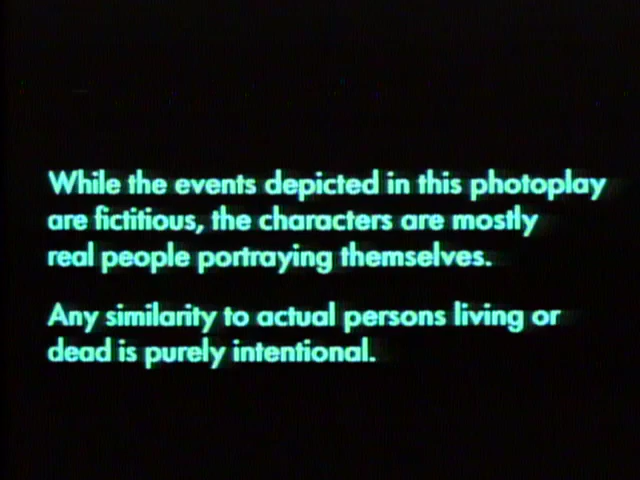 While the events depicted in this photoplay
are fictitious, the characters are mostly
real people portraying themselves.
Any similarity to actual persons living or
dead is purely intentional.